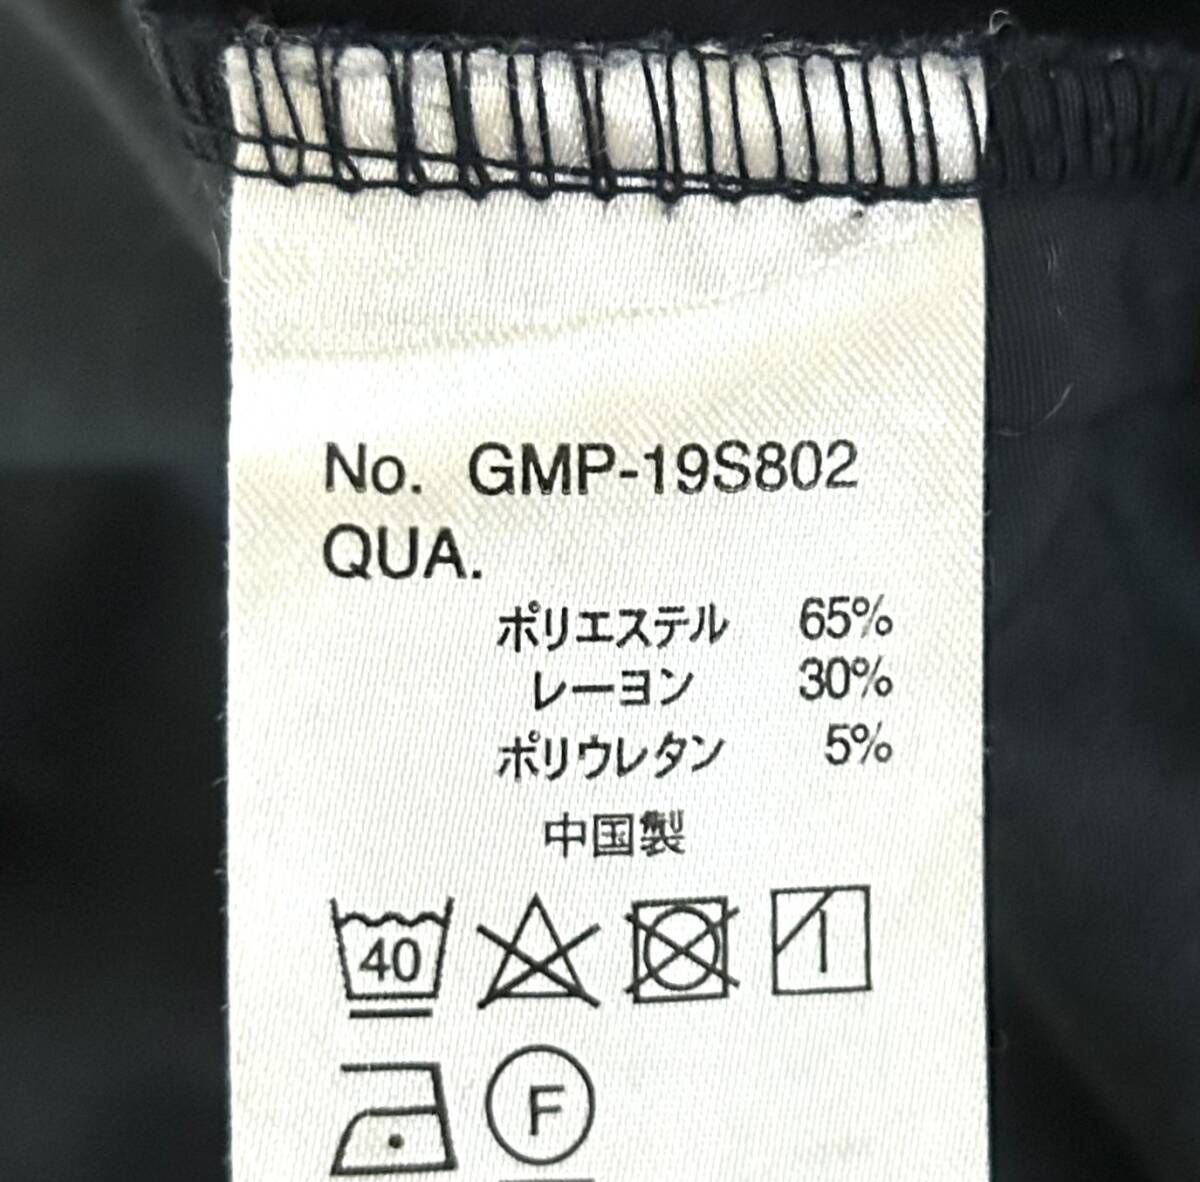 No. GMP-19S802
QUA.
ポリエステル 65%
レーヨン 30%
ポリウレタン 5%
中国製
40
F